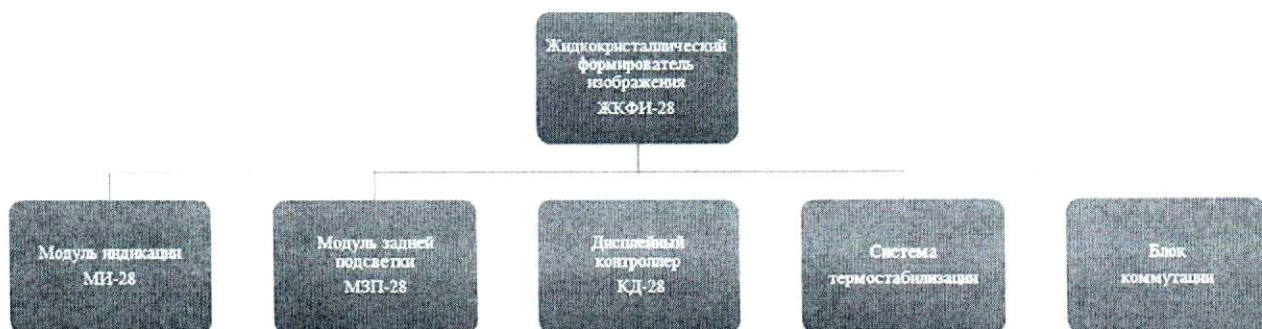 Жидкокристаллический
формирователь
изображения
ЖКФИ-28
Модуль индикации
МИ-28
Модуль задней
подсветки
МЗП-28
Дисплейный
контроллер
КД-28
Система
термостабилизации
Блок
коммутации